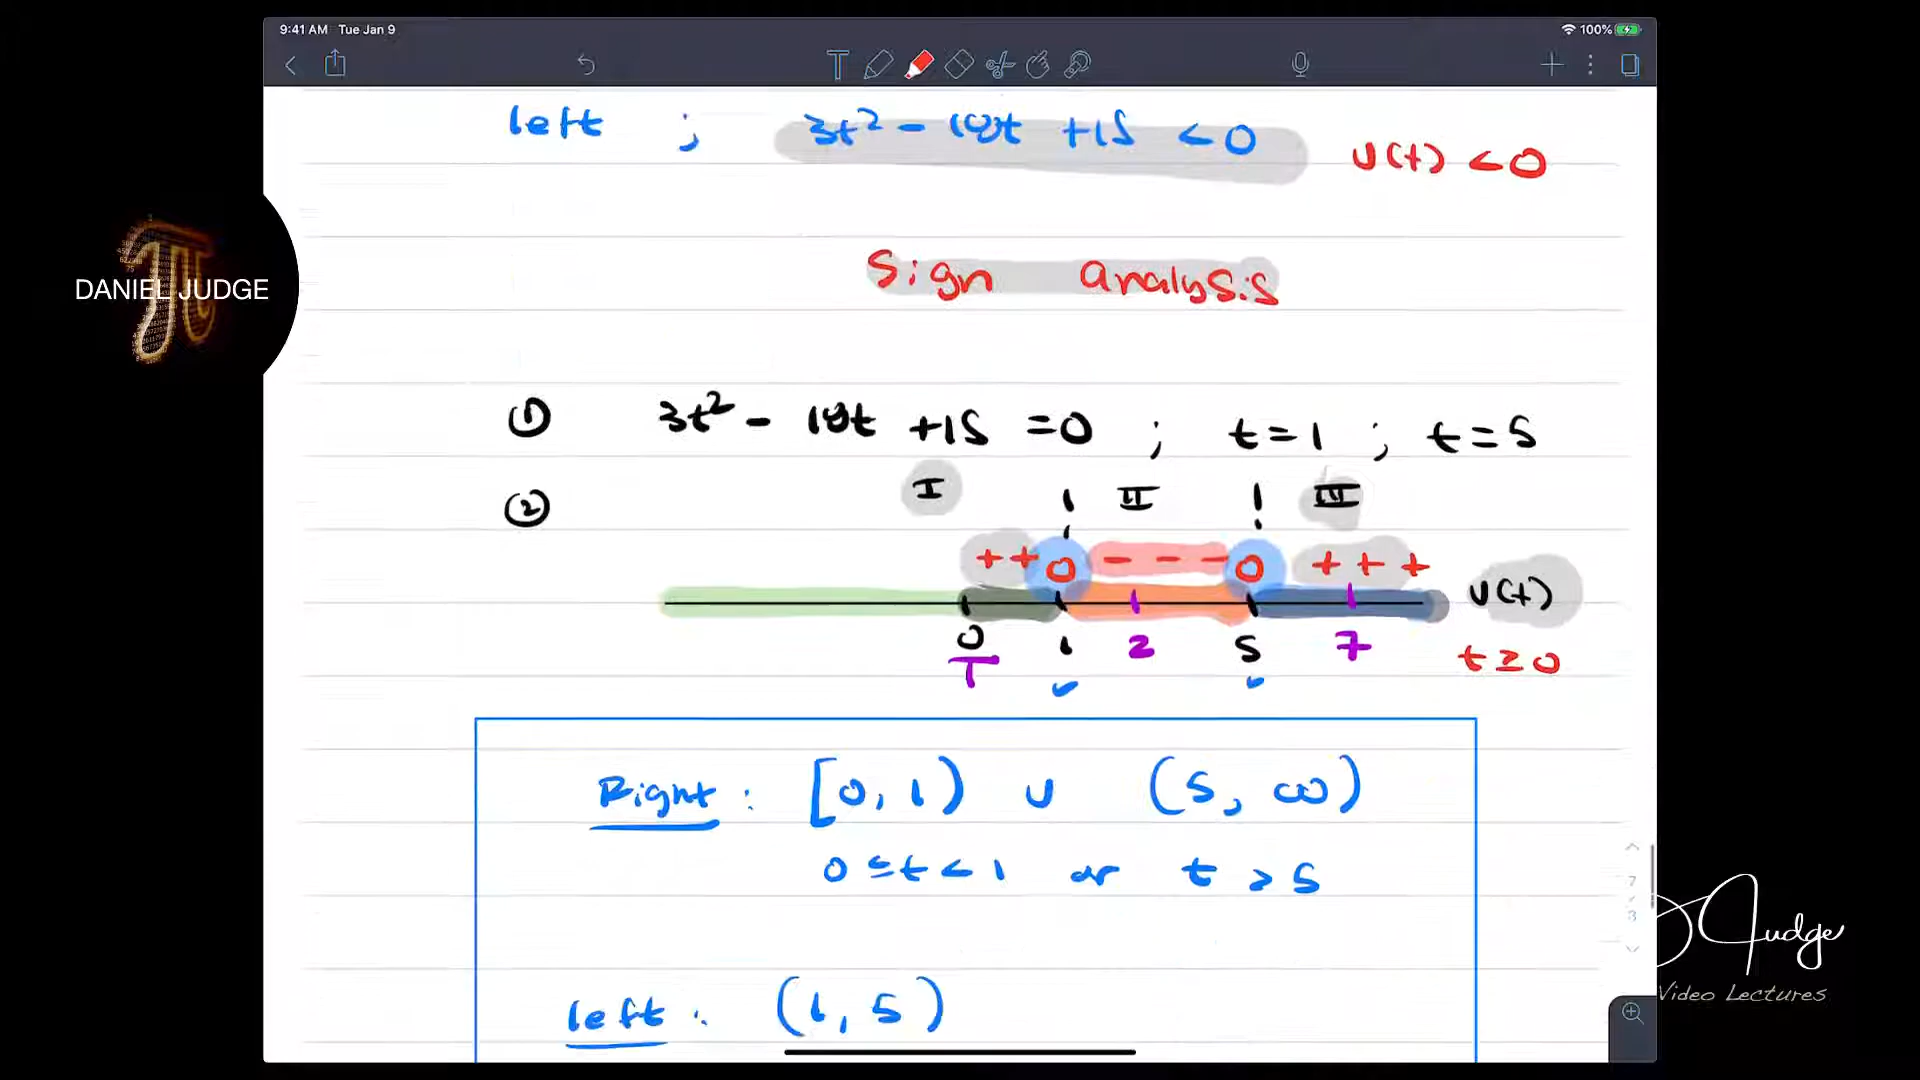 9:41 AM Tue Jan 9 100%
left ; 3t² - 18t + 15 < 0 v(t) < 0
DANIEL JUDGE
Sign Analysis
① 3t² - 18t + 15 = 0 ; t = 1 ; t = 5
② I II III
+ + 0 - - - 0 + + + v(t)
0 1 2 5 7 t ≥ 0
T
Right : [0, 1) ∪ (5, ∞)
0 ≤ t < 1 or t > 5
Judge
Video Lectures
left : (1, 5)